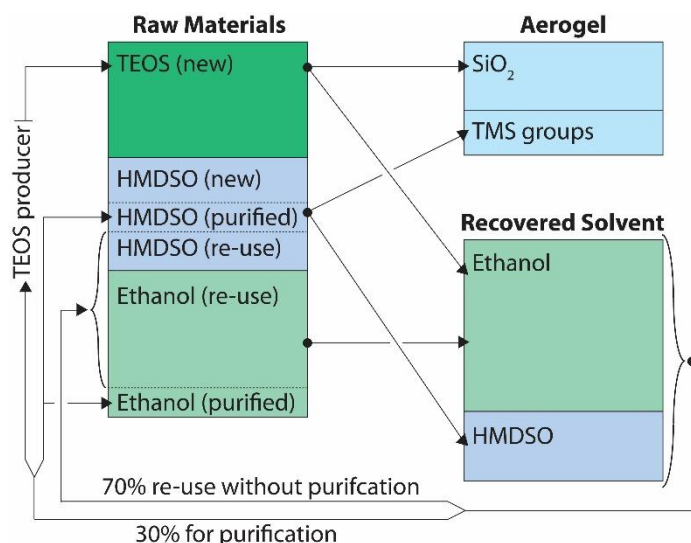 Raw Materials
TEOS (new)
HMDSO (new)
HMDSO (purified)
HMDSO (re-use)
Ethanol (re-use)
Ethanol (purified)
TEOS producer
Aerogel
SiO₂
TMS groups
Recovered Solvent
Ethanol
HMDSO
70% re-use without purifcation
30% for purification